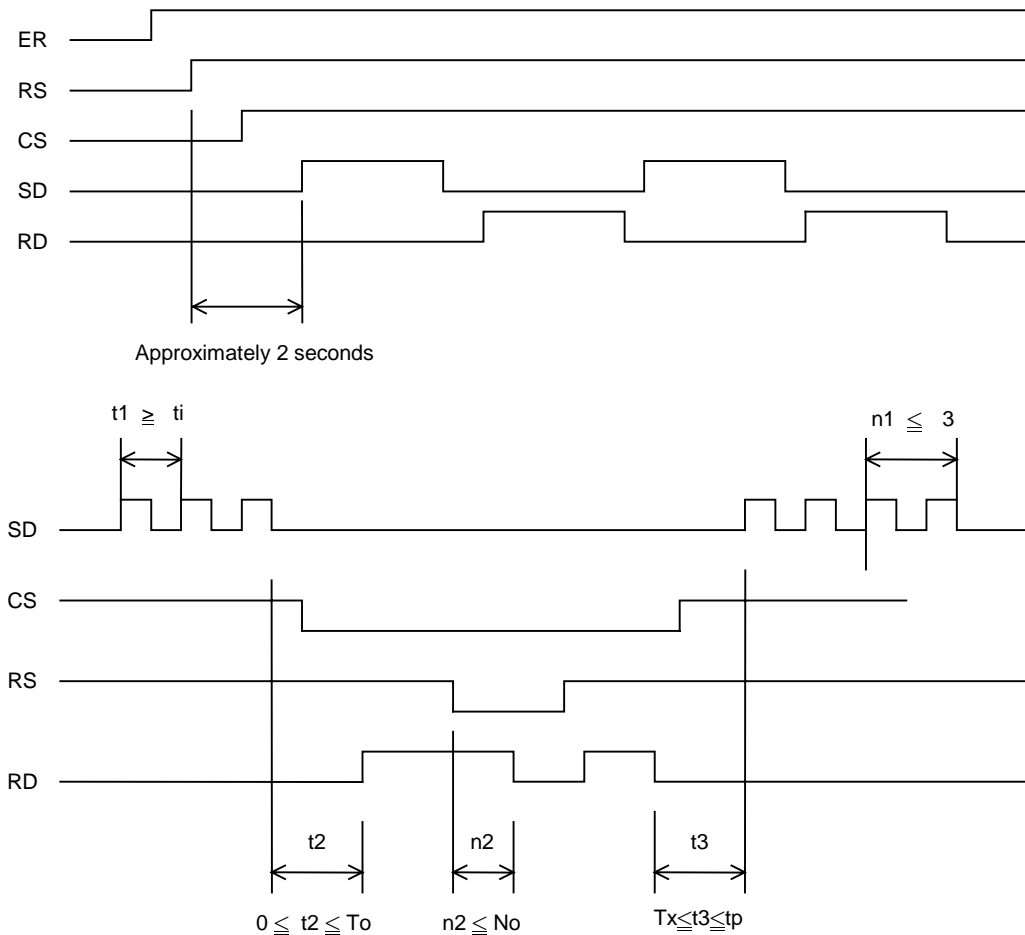 ER
RS
CS
SD
RD
Approximately 2 seconds
t1 ≧ ti
n1 ≦ 3
SD
CS
RS
RD
t2
n2
t3
0 ≦ t2 ≦ To
n2 ≦ No
Tx≦t3≦tp